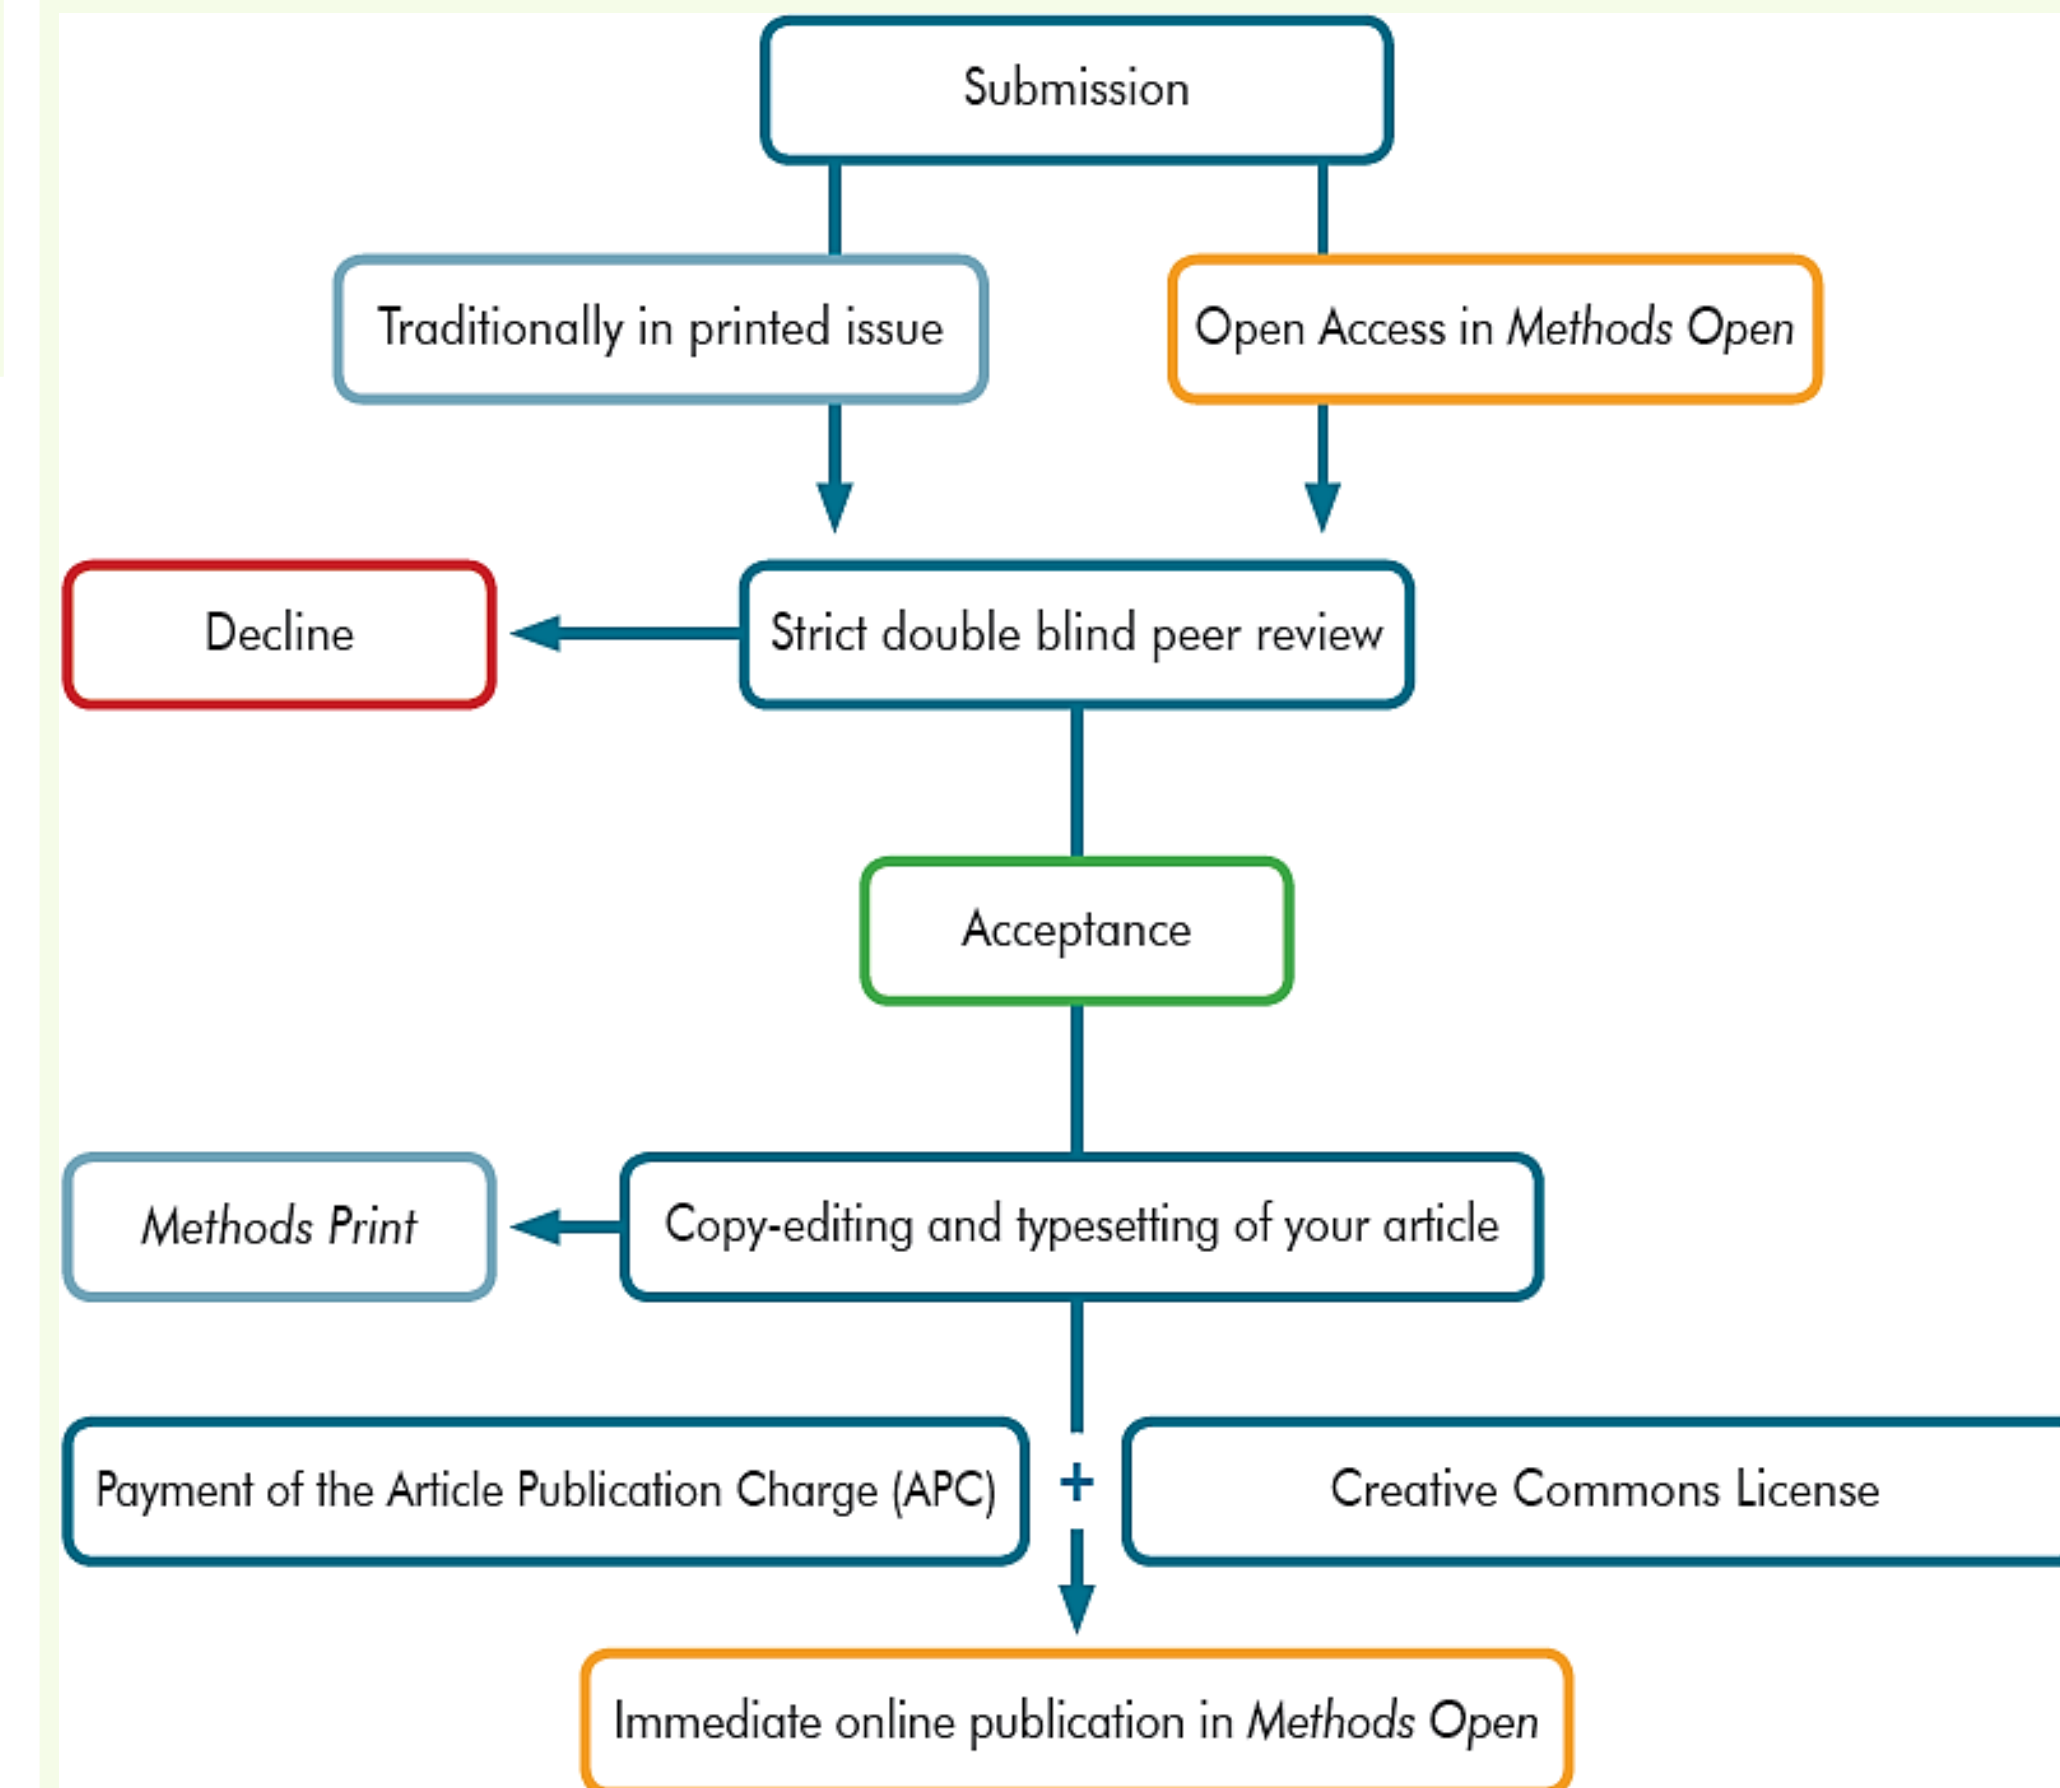 Submission
Traditionally in printed issue
Open Access in Methods Open
Decline
Strict double blind peer review
Acceptance
Methods Print
Copy-editing and typesetting of your article
Payment of the Article Publication Charge (APC)
+
Creative Commons License
Immediate online publication in Methods Open